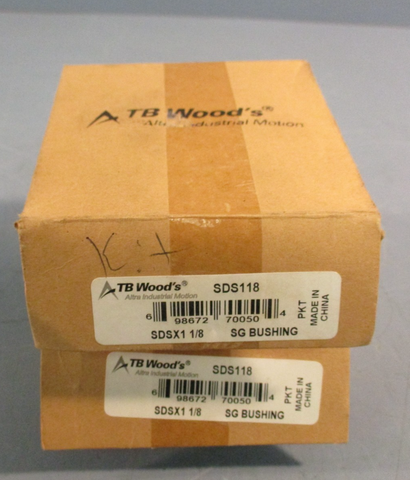 TB Wood's®
Altra Industrial Motion
Kit
TB Wood's® SDS118
Altra Industrial Motion
6 98672 70050 4
SDSX1 1/8 SG BUSHING
PKT
MADE IN
CHINA
TB Wood's® SDS118
Altra Industrial Motion
6 98672 70050 4
SDSX1 1/8 SG BUSHING
PKT
MADE IN
CHINA